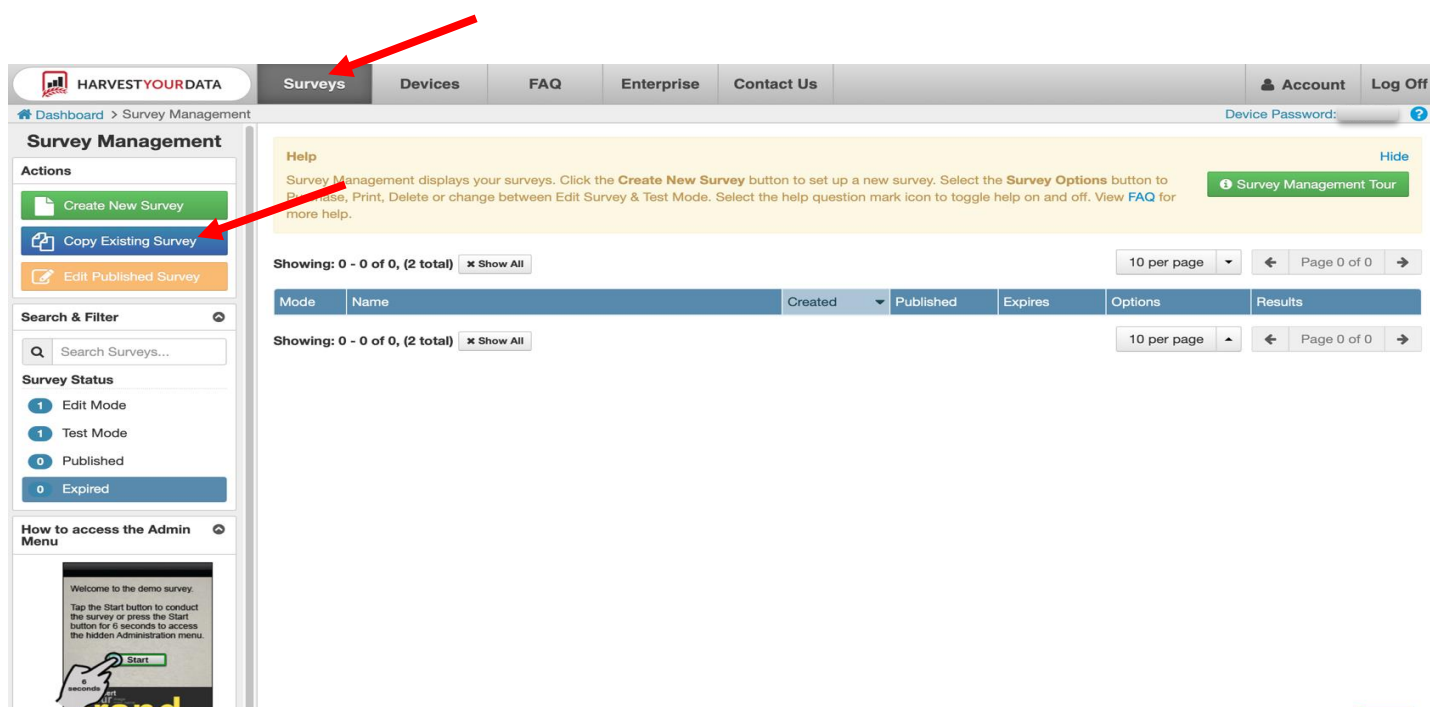 HARVESTYOURDATA
Surveys
Devices
FAQ
Enterprise
Contact Us
Account
Log Off
Dashboard > Survey Management
Device Password:
?
Survey Management
Actions
Create New Survey
Copy Existing Survey
Edit Published Survey
Search & Filter
Search Surveys...
Survey Status
1 Edit Mode
1 Test Mode
0 Published
0 Expired
How to access the Admin
Menu
Welcome to the demo survey.
Tap the Start button to conduct
the survey or press the Start
button for 6 seconds to access
the hidden Administration menu.
Start
6
seconds
Help
Hide
Survey Management displays your surveys. Click the Create New Survey button to set up a new survey. Select the Survey Options button to
Purchase, Print, Delete or change between Edit Survey & Test Mode. Select the help question mark icon to toggle help on and off. View FAQ for
more help.
Survey Management Tour
Showing: 0 - 0 of 0, (2 total) × Show All
10 per page
Page 0 of 0
Mode Name Created Published Expires Options Results
Showing: 0 - 0 of 0, (2 total) × Show All
10 per page
Page 0 of 0